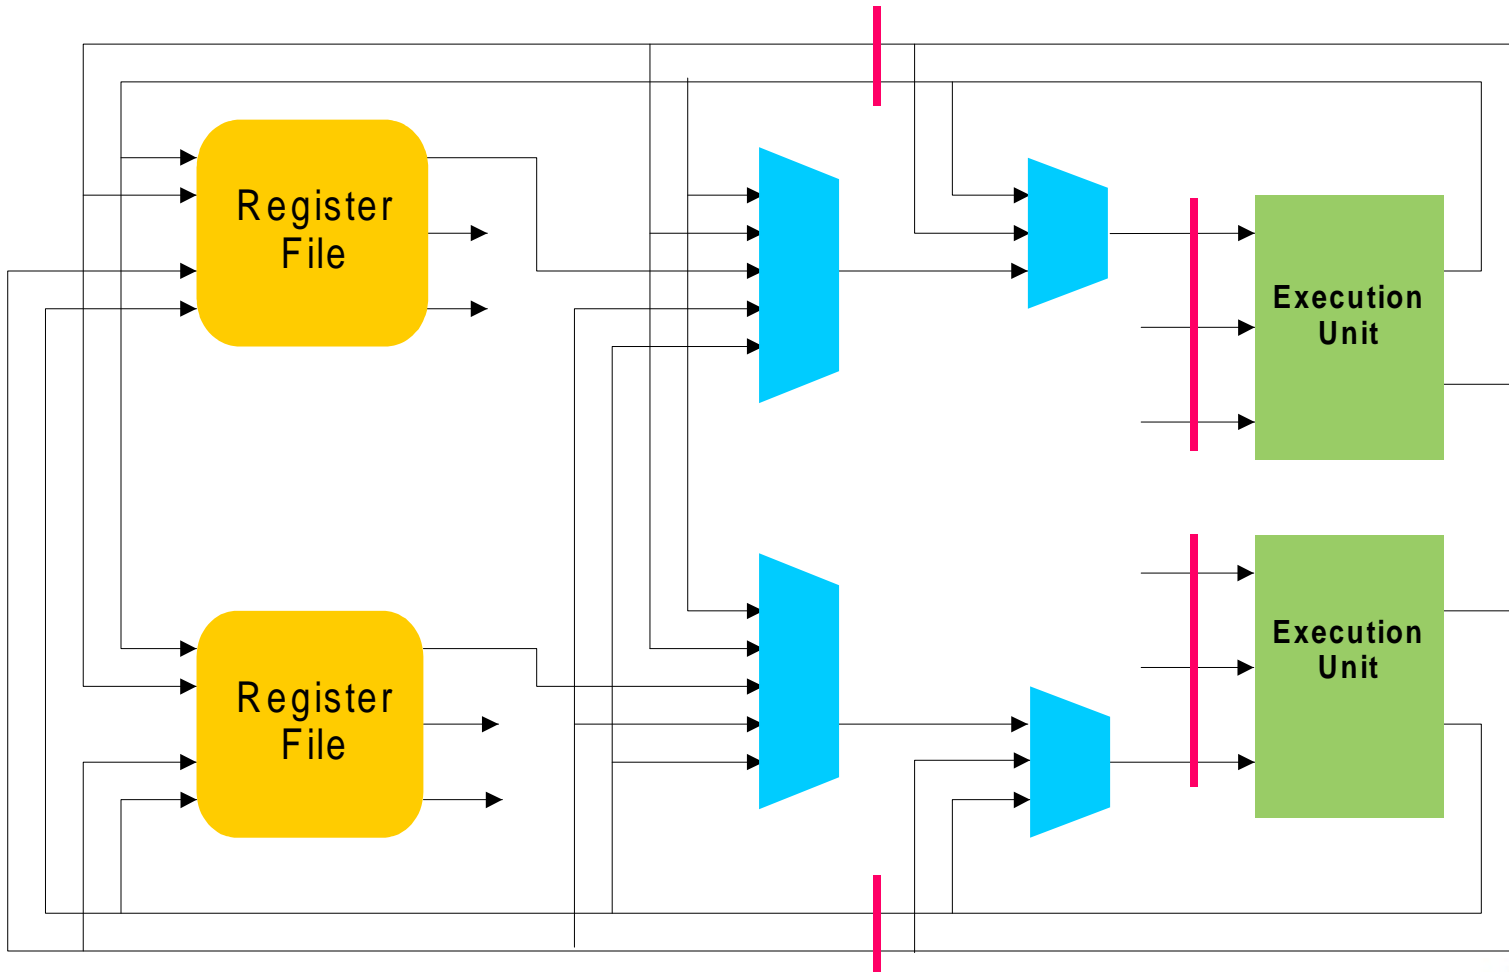 Register
File
Execution
Unit
Register
File
Execution
Unit